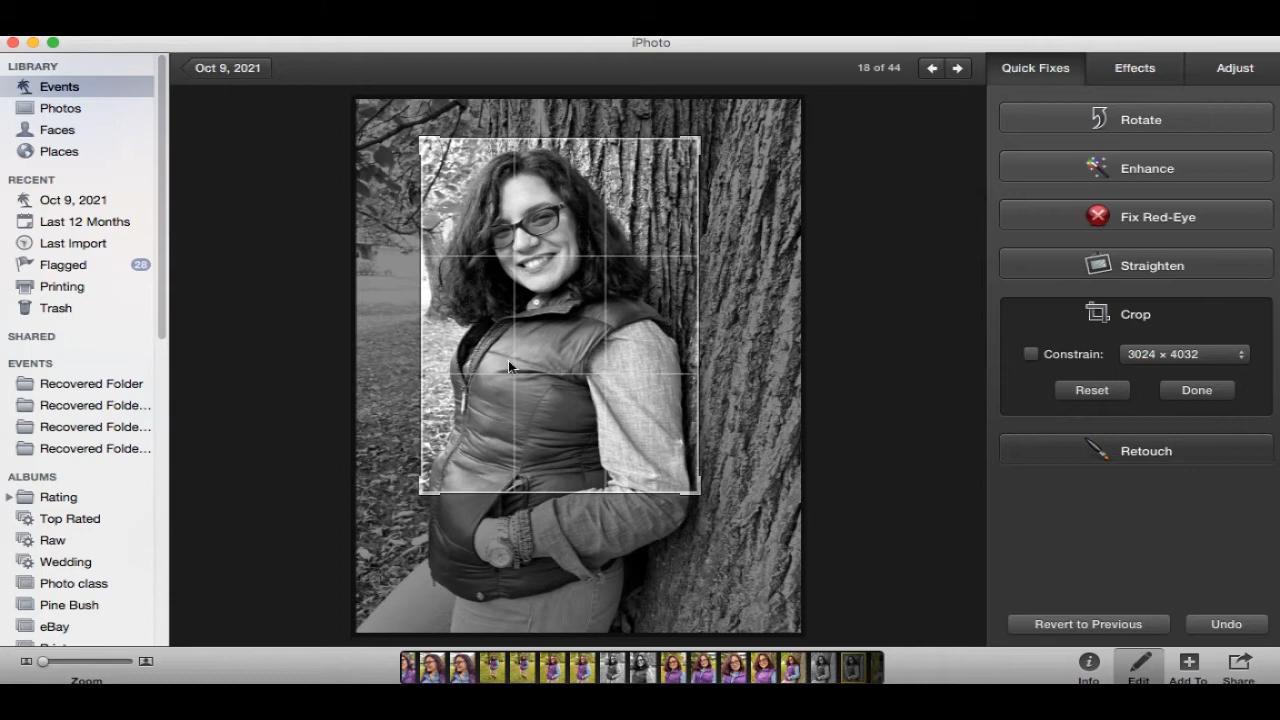 iPhoto
LIBRARY
Events
Photos
Faces
Places
RECENT
Oct 9, 2021
Last 12 Months
Last Import
Flagged 28
Printing
Trash
SHARED
EVENTS
Recovered Folder
Recovered Folde...
Recovered Folde...
Recovered Folde...
ALBUMS
Rating
Top Rated
Raw
Wedding
Photo class
Pine Bush
eBay
Zoom
Oct 9, 2021
18 of 44
Quick Fixes Effects Adjust
Rotate
Enhance
Fix Red-Eye
Straighten
Crop
Constrain: 3024 × 4032
Reset Done
Retouch
Revert to Previous Undo
Info Edit Add To Share